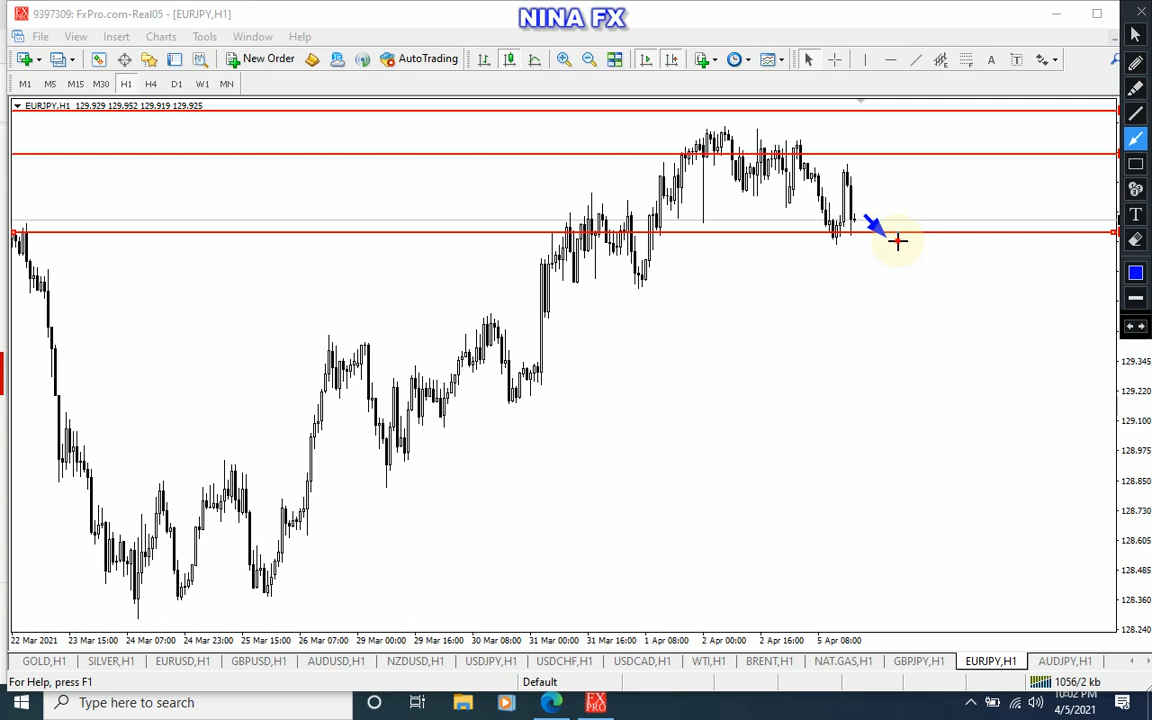 NINA FX
9397309: FxPro.com-Real05 - [EURJPY,H1]
File View Insert Charts Tools Window Help
New Order AutoTrading A T
M1 M5 M15 M30 H1 H4 D1 W1 MN
T
EURJPY,H1 129.929 129.952 129.919 129.925
129.345
129.220
129.100
128.975
128.850
128.730
128.605
128.485
128.360
128.240
22 Mar 2021 23 Mar 15:00 24 Mar 07:00 24 Mar 23:00 25 Mar 15:00 26 Mar 07:00 29 Mar 00:00 29 Mar 16:00 30 Mar 08:00 31 Mar 00:00 31 Mar 16:00 1 Apr 08:00 2 Apr 00:00 2 Apr 16:00 5 Apr 08:00
GOLD,H1 SILVER,H1 EURUSD,H1 GBPUSD,H1 AUDUSD,H1 NZDUSD,H1 USDJPY,H1 USDCHF,H1 USDCAD,H1 WTI,H1 BRENT,H1 NAT.GAS,H1 GBPJPY,H1 EURJPY,H1 AUDJPY,H1
For Help, press F1 Default 1056/2 kb
Type here to search FX PRO 10:02 PM
4/5/2021